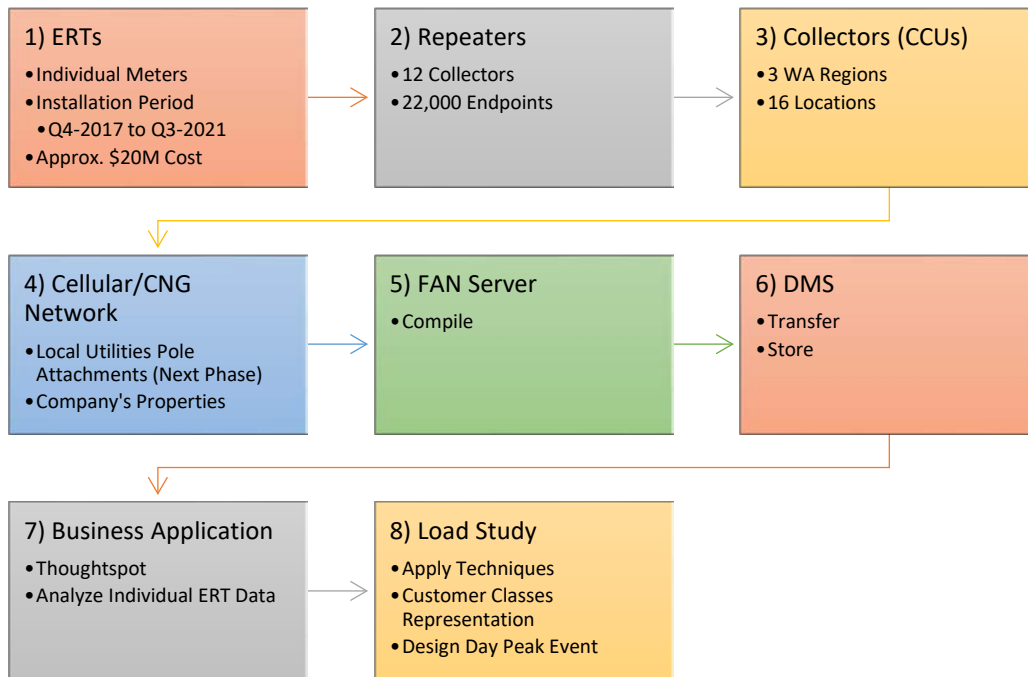 1) ERTs
•Individual Meters
•Installation Period
•Q4-2017 to Q3-2021
•Approx. $20M Cost
2) Repeaters
•12 Collectors
•22,000 Endpoints
3) Collectors (CCUs)
•3 WA Regions
•16 Locations
4) Cellular/CNG
Network
•Local Utilities Pole
Attachments (Next Phase)
•Company's Properties
5) FAN Server
•Compile
6) DMS
•Transfer
•Store
7) Business Application
•Thoughtspot
•Analyze Individual ERT Data
8) Load Study
•Apply Techniques
•Customer Classes
Representation
•Design Day Peak Event